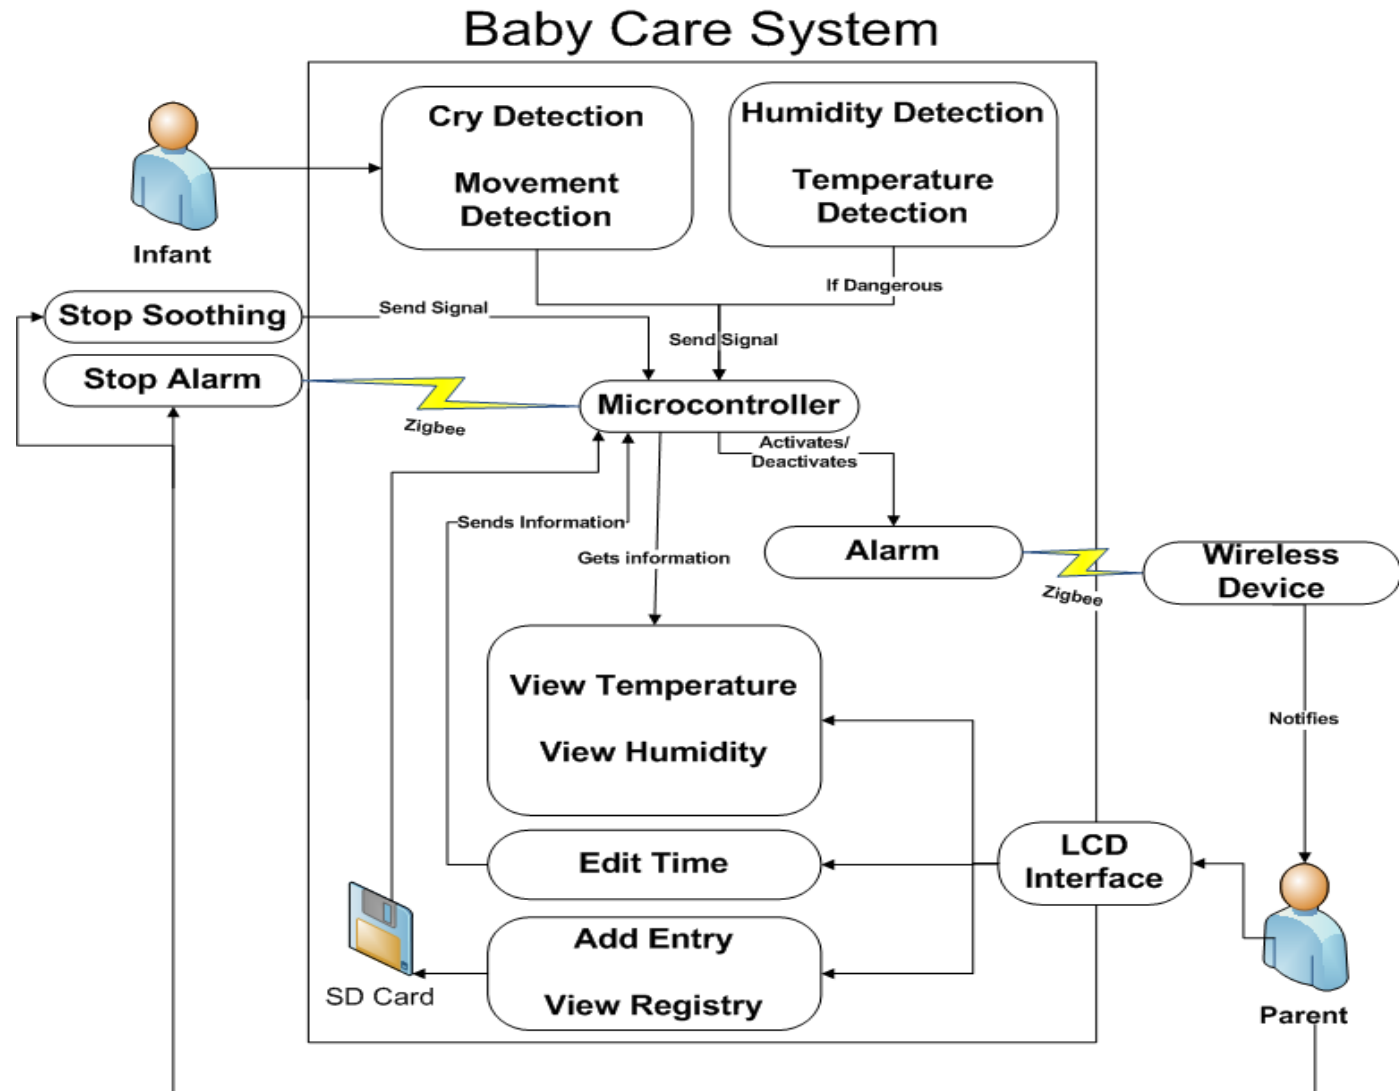 Baby Care System
Cry Detection
Movement
Detection
Humidity Detection
Temperature
Detection
Infant
If Dangerous
Stop Soothing
Send Signal
Send Signal
Stop Alarm
Zigbee
Microcontroller
Activates/
Deactivates
Sends Information
Gets information
Alarm
Zigbee
Wireless
Device
View Temperature
View Humidity
Notifies
Edit Time
LCD
Interface
Add Entry
View Registry
SD Card
Parent